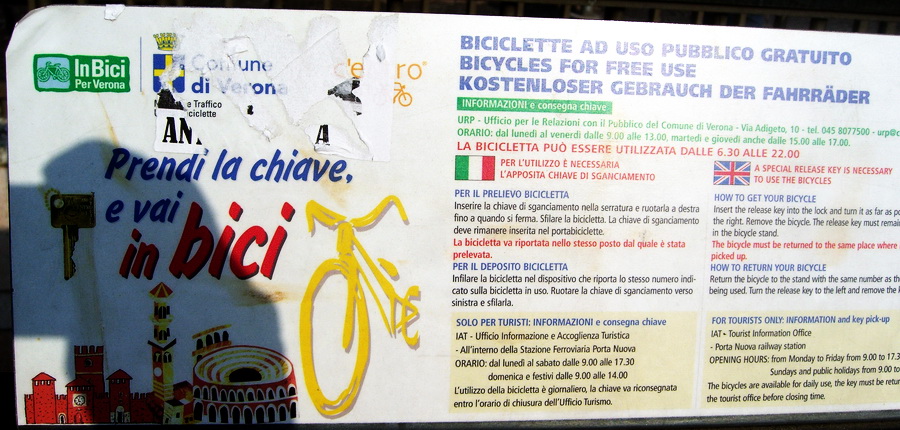 InBici
Per Verona
Comune
di Verona
e Traffico
ciclette
AN
A
Prendi la chiave,
e vai
in bici
BICICLETTE AD USO PUBBLICO GRATUITO
BICYCLES FOR FREE USE
KOSTENLOSER GEBRAUCH DER FAHRRÄDER
INFORMAZIONI e consegna chiave
URP - Ufficio per le Relazioni con il Pubblico del Comune di Verona - Via Adigeto, 10 - tel. 045 8077500 - urp@c
ORARIO: dal lunedì al venerdì dalle 9.00 alle 13.00, martedì e giovedì anche dalle 15.00 alle 17.00.
LA BICICLETTA PUÒ ESSERE UTILIZZATA DALLE 6.30 ALLE 22.00
PER L'UTILIZZO È NECESSARIA
L'APPOSITA CHIAVE DI SGANCIAMENTO
PER IL PRELIEVO BICICLETTA
Inserire la chiave di sganciamento nella serratura e ruotarla a destra
fino a quando si ferma. Sfilare la bicicletta. La chiave di sganciamento
deve rimanere inserita nel portabiciclette.
La bicicletta va riportata nello stesso posto dal quale è stata
prelevata.
PER IL DEPOSITO BICICLETTA
Infilare la bicicletta nel dispositivo che riporta lo stesso numero indi-
cato sulla bicicletta in uso. Ruotare la chiave di sganciamento verso
sinistra e sfilarla.
SOLO PER TURISTI: INFORMAZIONI e consegna chiave
IAT - Ufficio Informazione e Accoglienza Turistica
- All'interno della Stazione Ferroviaria Porta Nuova
ORARIO: dal lunedì al sabato dalle 9.00 alle 17.30
domenica e festivi dalle 9.00 alle 14.00
L'utilizzo della bicicletta è giornaliero, la chiave va riconsegnata
entro l'orario di chiusura dell'Ufficio Turismo.
A SPECIAL RELEASE KEY IS NECESSARY
TO USE THE BICYCLES
HOW TO GET YOUR BICYCLE
Insert the release key into the lock and turn it as far as po
the right. Remove the bicycle. The release key must remai
in the bicycle stand.
The bicycle must be returned to the same place where
picked up.
HOW TO RETURN YOUR BICYCLE
Return the bicycle to the stand with the same number as th
being used. Turn the release key to the left and remove the k
FOR TOURISTS ONLY: INFORMATION and key pick-up
IAT - Tourist Information Office
- Porta Nuova railway station
OPENING HOURS: from Monday to Friday from 9.00 to 17.3
Sundays and public holidays from 9.00 t
The bicycles are available for daily use, the key must be retur
the tourist office before closing time.